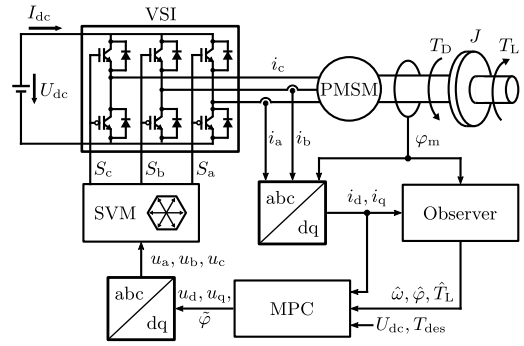 I_dc
VSI
U_dc
i_c
PMSM
T_D
J
T_L
i_a
i_b
φ_m
S_c
S_b
S_a
SVM
abc
dq
i_d, i_q
Observer
u_a, u_b, u_c
abc
dq
u_d, u_q,
φ̃
MPC
ω̂, φ̂, T̂_L
U_dc, T_des